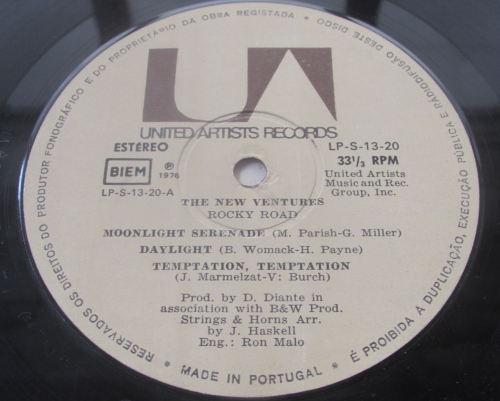 RESERVADOS OS DIREITOS DO PRODUTOR FONOGRÁFICO E DO PROPRIETARIO DA OBRA REGISTADA • É PROIBIDA A DUPLICAÇÃO, EXECUÇÃO PÚBLICA E RÁDIODIFUSÃO DESTE DISCO
UA
UNITED ARTISTS RECORDS
ESTÉREO
BIEM
Ⓟ 1976
LP-S-13-20-A
LP-S-13-20
33⅓ RPM
United Artists
Music and Rec.
Group, Inc.
THE NEW VENTURES
ROCKY ROAD
MOONLIGHT SERENADE (M. Parish-G. Miller)
DAYLIGHT (B. Womack-H. Payne)
TEMPTATION, TEMPTATION
(J. Marmelzat-V: Burch)
Prod. by D. Diante in
association with B&W Prod.
Strings & Horns Arr.
by J. Haskell
Eng.: Ron Malo
• MADE IN PORTUGAL •